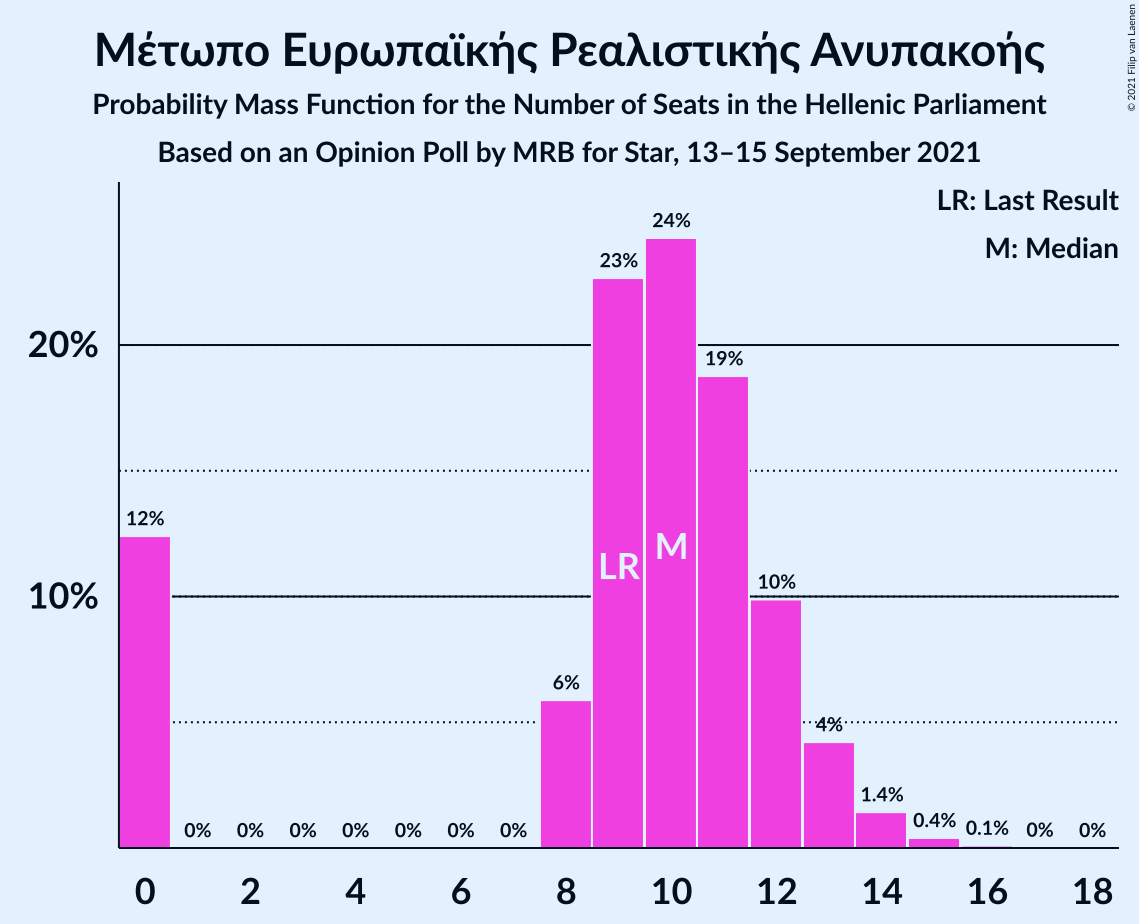 Μέτωπο Ευρωπαϊκής Ρεαλιστικής Ανυπακοής
Probability Mass Function for the Number of Seats in the Hellenic Parliament
Based on an Opinion Poll by MRB for Star, 13–15 September 2021
© 2021 Filip van Laenen
LR: Last Result
M: Median
20%
10%
12%
0%
0%
0%
0%
0%
0%
0%
6%
23%
24%
19%
10%
4%
1.4%
0.4%
0.1%
0%
0%
LR
M
0 2 4 6 8 10 12 14 16 18